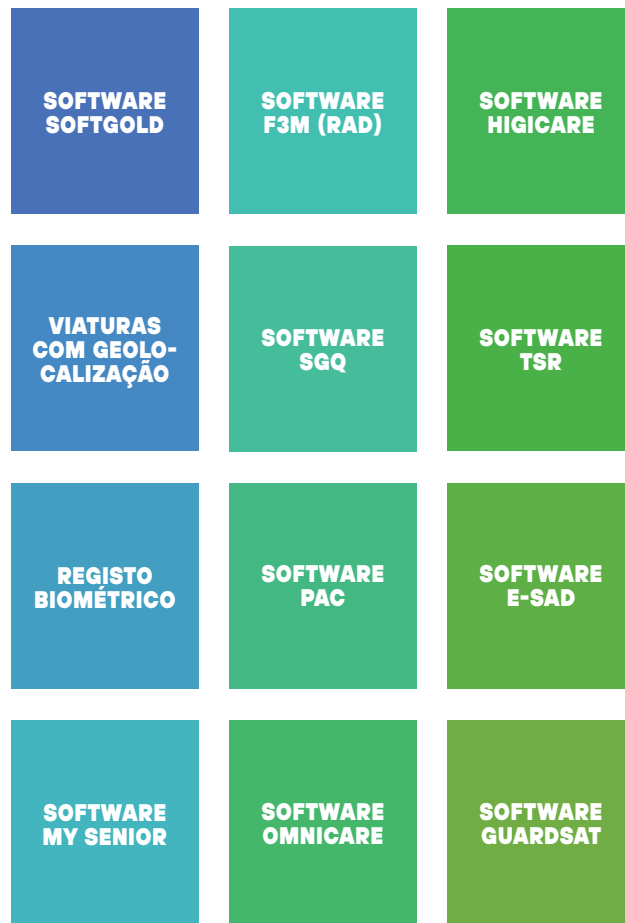 SOFTWARE
SOFTGOLD
SOFTWARE
F3M (RAD)
SOFTWARE
HIGICARE
VIATURAS
COM GEOLO-
CALIZAÇÃO
SOFTWARE
SGQ
SOFTWARE
TSR
REGISTO
BIOMÉTRICO
SOFTWARE
PAC
SOFTWARE
E-SAD
SOFTWARE
MY SENIOR
SOFTWARE
OMNICARE
SOFTWARE
GUARDSAT